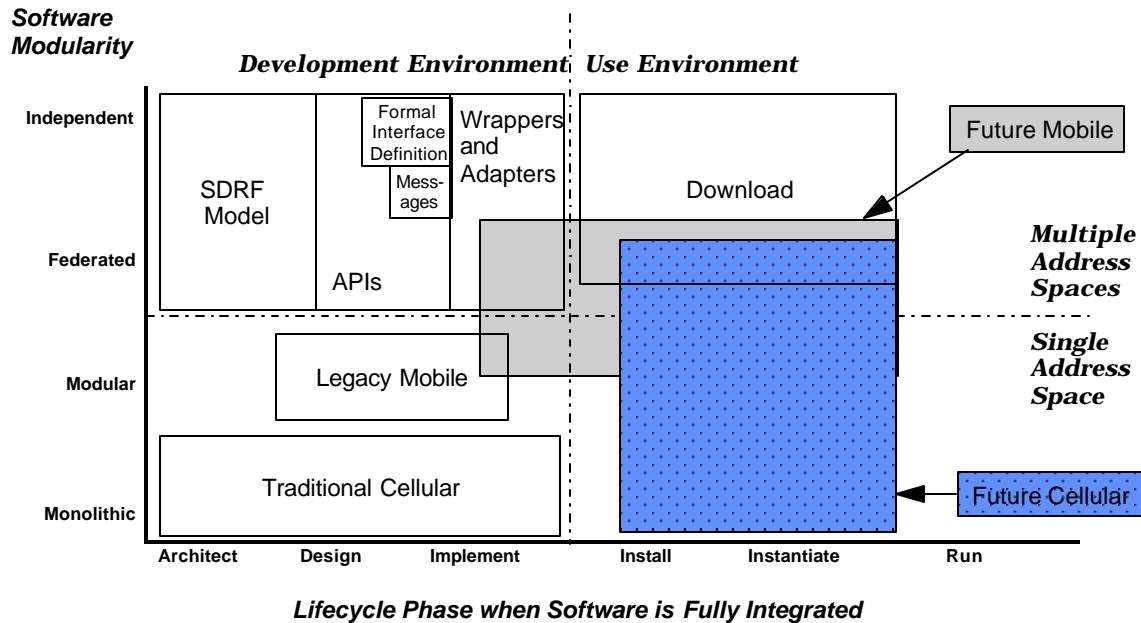 Software
Modularity
Development Environment
Use Environment
Independent
Formal
Interface
Definition
Wrappers
and
Adapters
Future Mobile
Mess-
ages
SDRF
Model
Download
Federated
APIs
Multiple
Address
Spaces
Single
Address
Space
Modular
Legacy Mobile
Traditional Cellular
Future Cellular
Monolithic
Architect
Design
Implement
Install
Instantiate
Run
Lifecycle Phase when Software is Fully Integrated